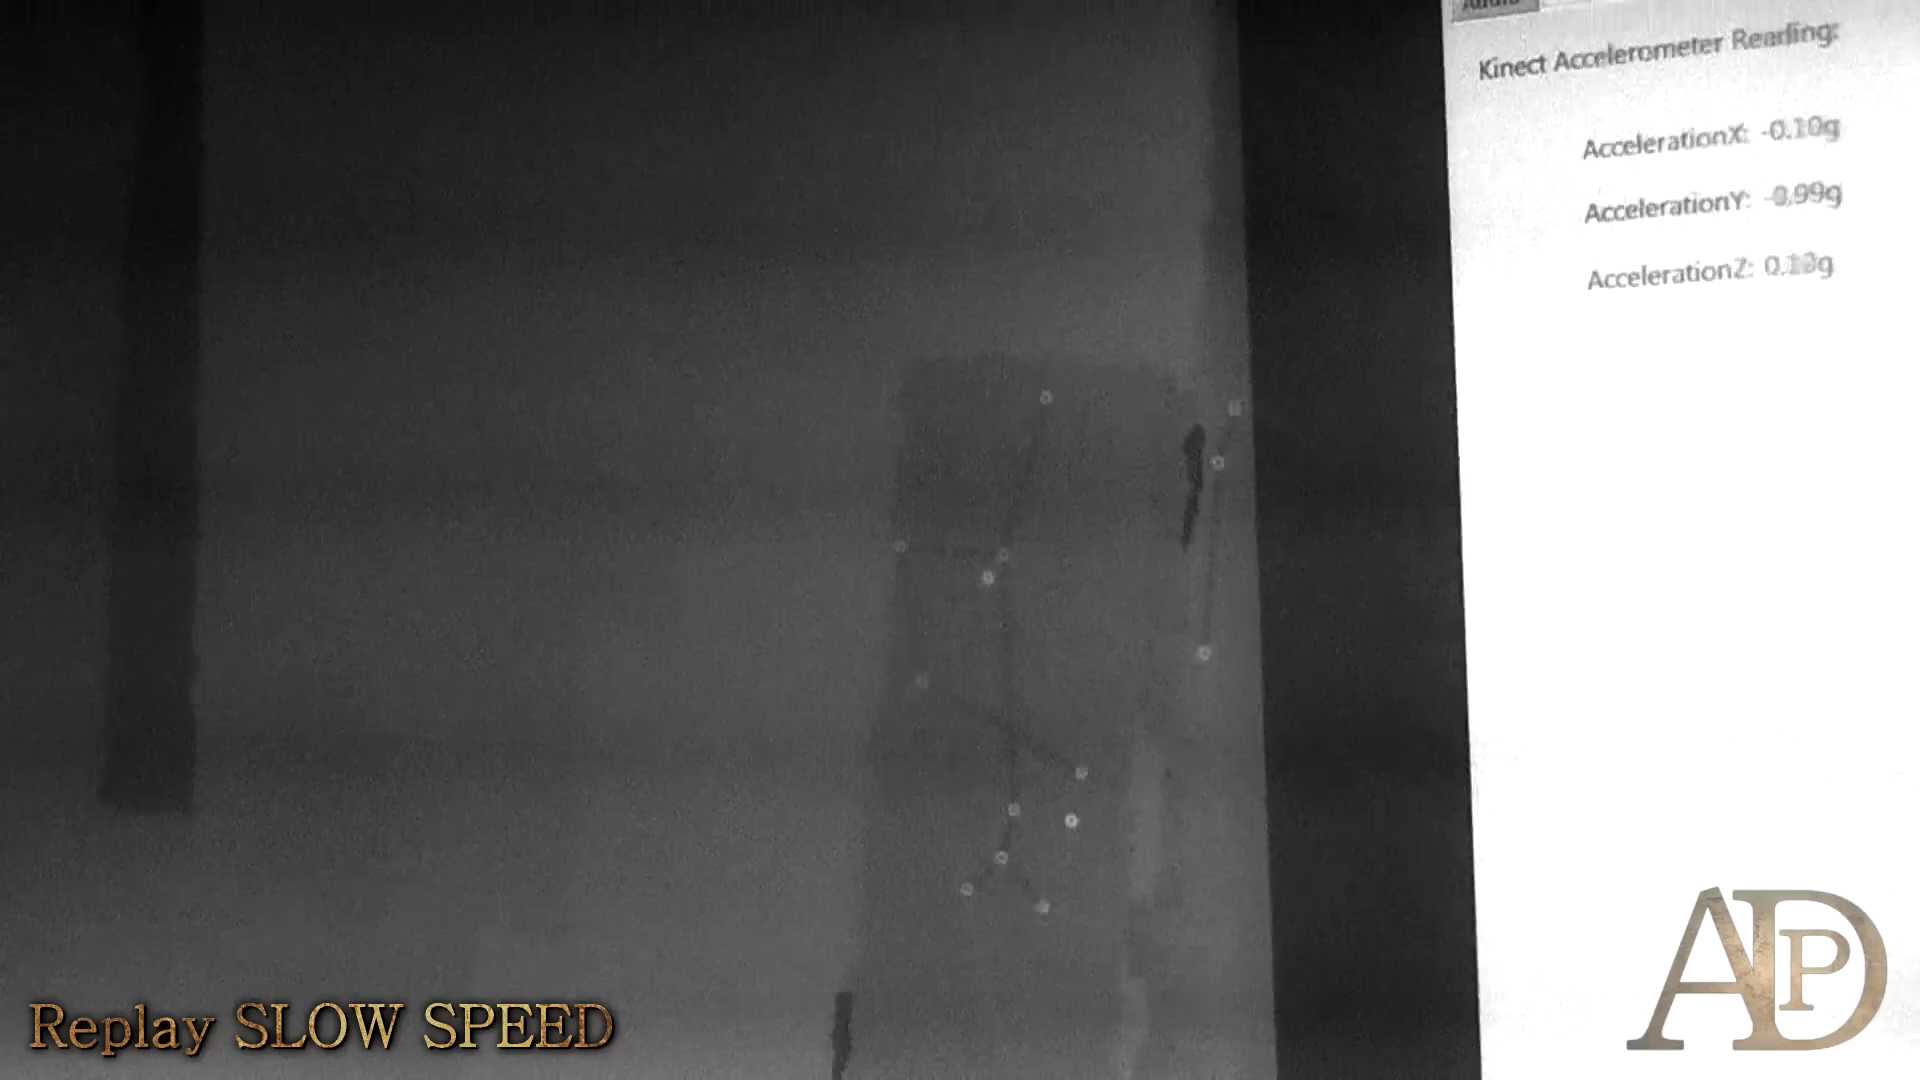 Kinect Accelerometer Reading:
AccelerationX: -0.10g
AccelerationY: -0.99g
AccelerationZ:
Replay SLOW SPEED
ADP